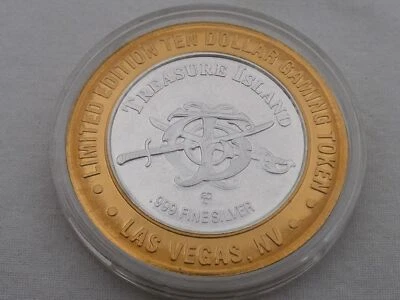 LIMITED EDITION TEN DOLLAR GAMING TOKEN
LAS VEGAS, NV
TREASURE ISLAND
.999 FINE SILVER